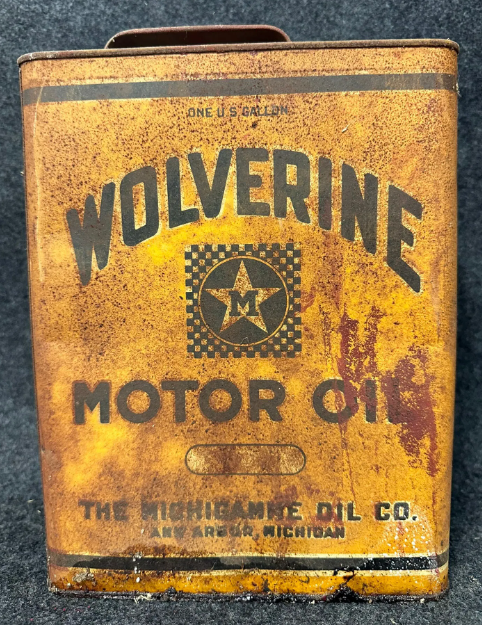 ONE U S GALLON
WOLVERINE
M
MOTOR OIL
THE MICHIGAMME OIL CO.
ANN ARBOR, MICHIGAN